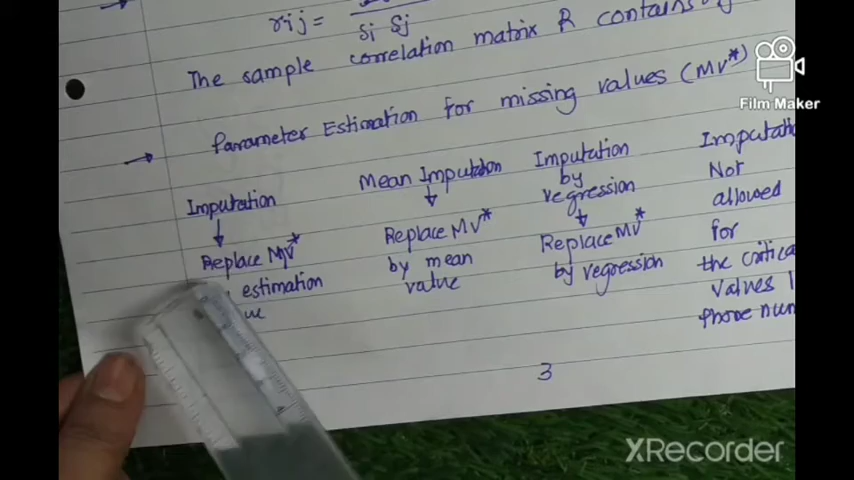 rij =
Si Sj
The sample correlation matrix R contains
Parameter Estimation for missing values (MV*)
Imputation
Replace MV*
estimation
Mean Imputation
Replace MV*
by mean
value
Imputation
by
regression
Replace MV*
by regression
Imputati
Not
allowed
for
the critica
values
Phone num
3
Film Maker
XRecorder